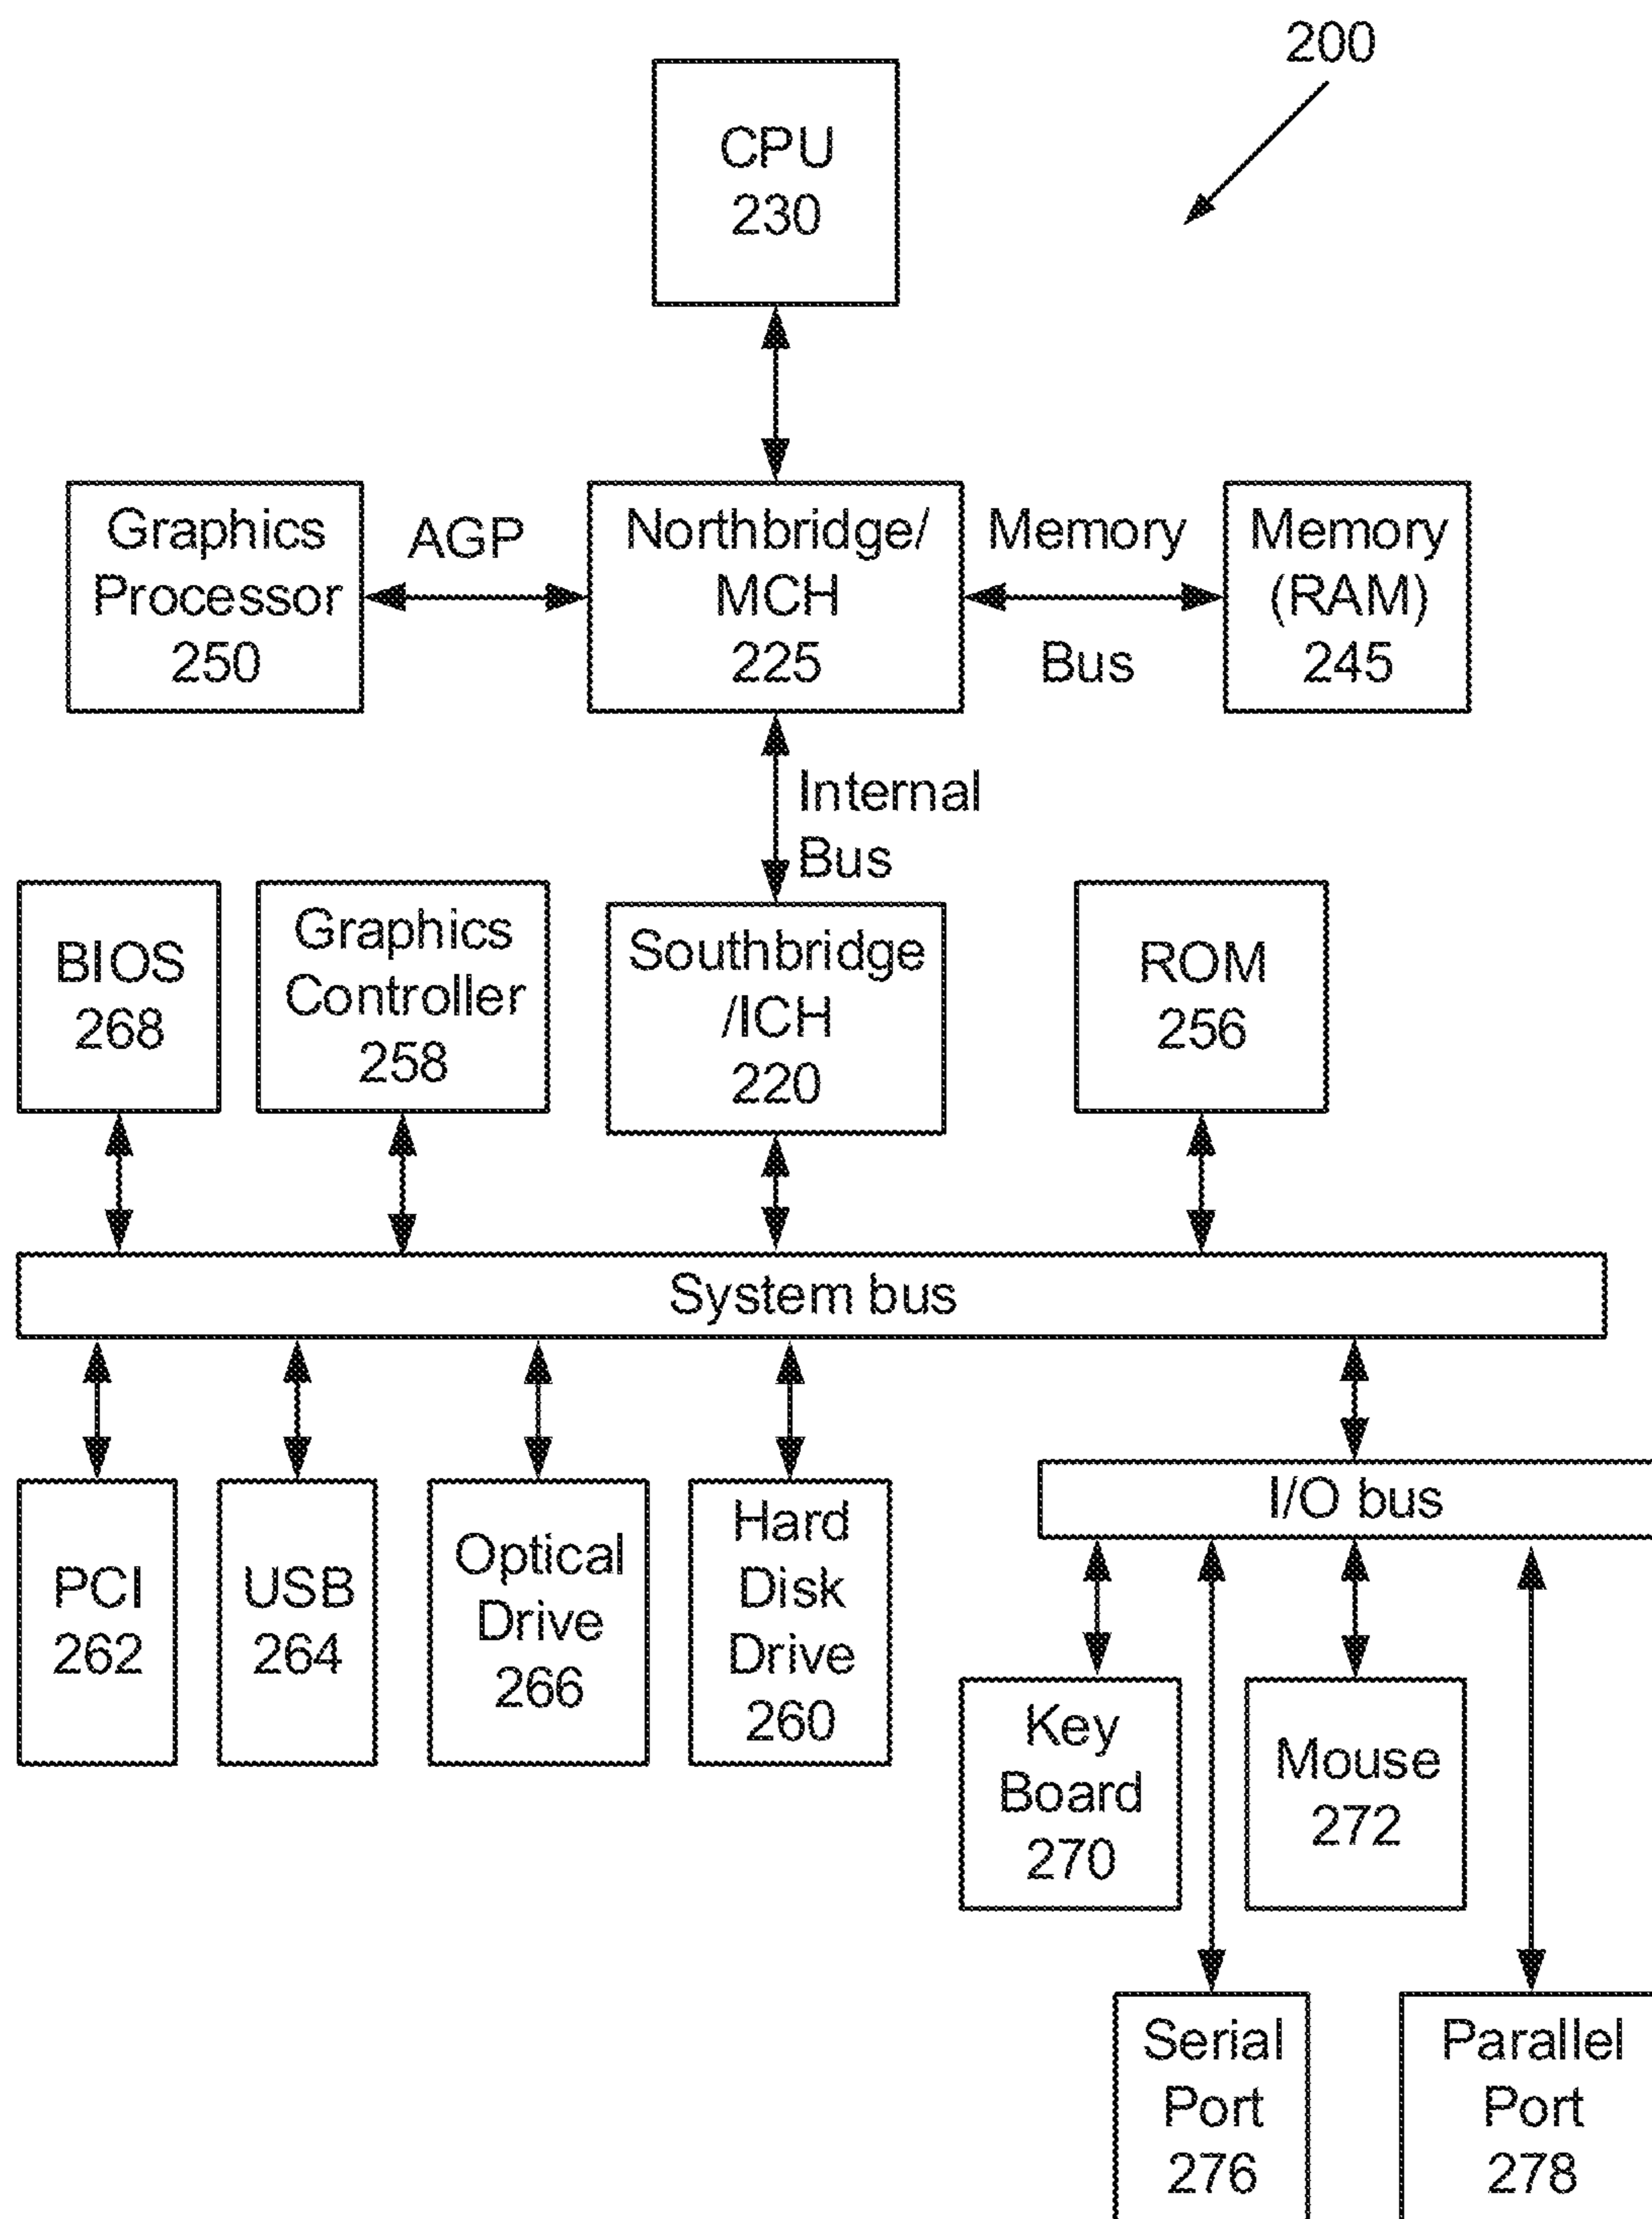 200
CPU
230
Graphics
Processor
250
AGP
Northbridge/
MCH
225
Memory
Bus
Memory
(RAM)
245
Internal
Bus
BIOS
268
Graphics
Controller
258
Southbridge
/ICH
220
ROM
256
System bus
PCI
262
USB
264
Optical
Drive
266
Hard
Disk
Drive
260
I/O bus
Key
Board
270
Mouse
272
Serial
Port
276
Parallel
Port
278